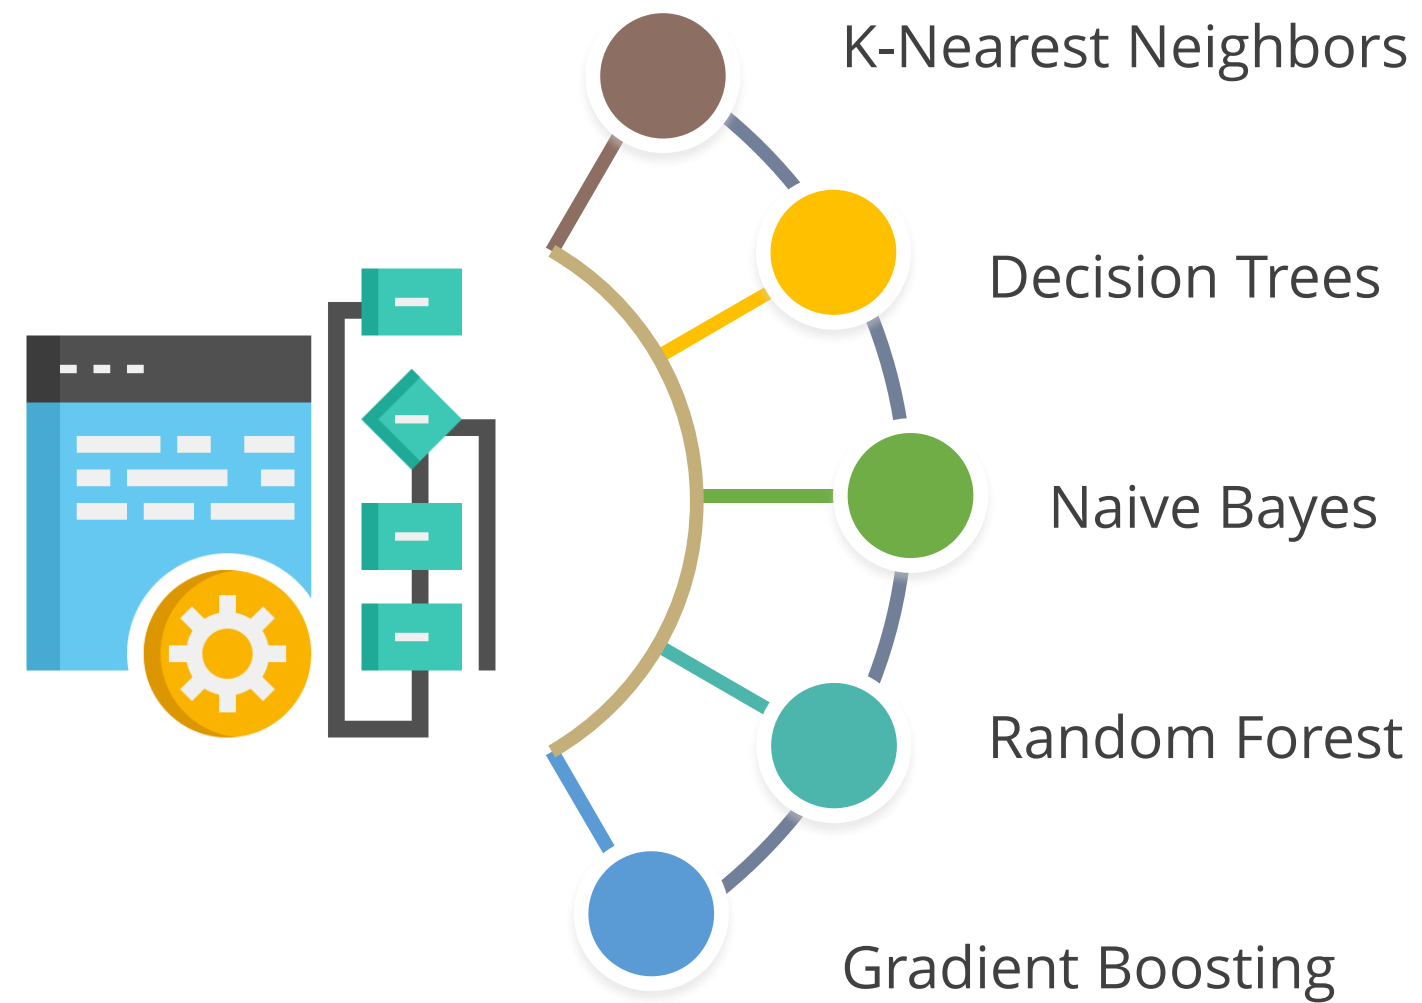 K-Nearest Neighbors
Decision Trees
Naive Bayes
Random Forest
Gradient Boosting